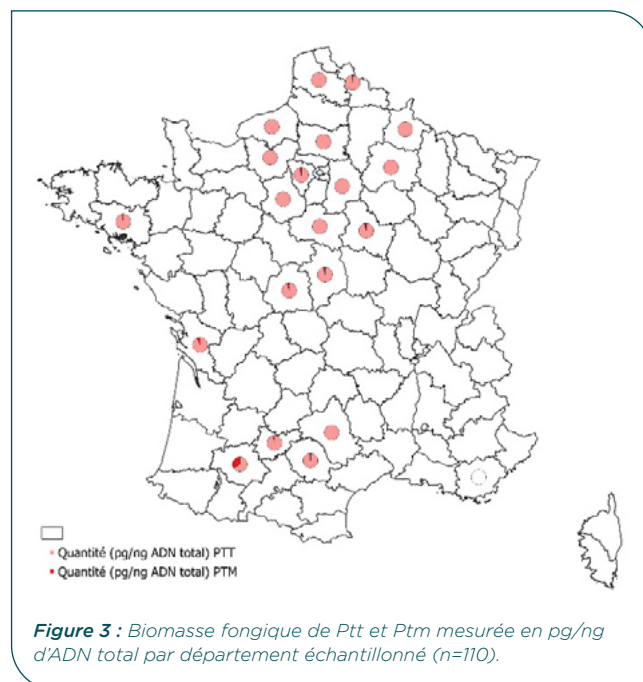 Quantité (pg/ng ADN total) PTT
Quantité (pg/ng ADN total) PTM
Figure 3 : Biomasse fongique de Ptt et Ptm mesurée en pg/ng
d’ADN total par département échantillonné (n=110).